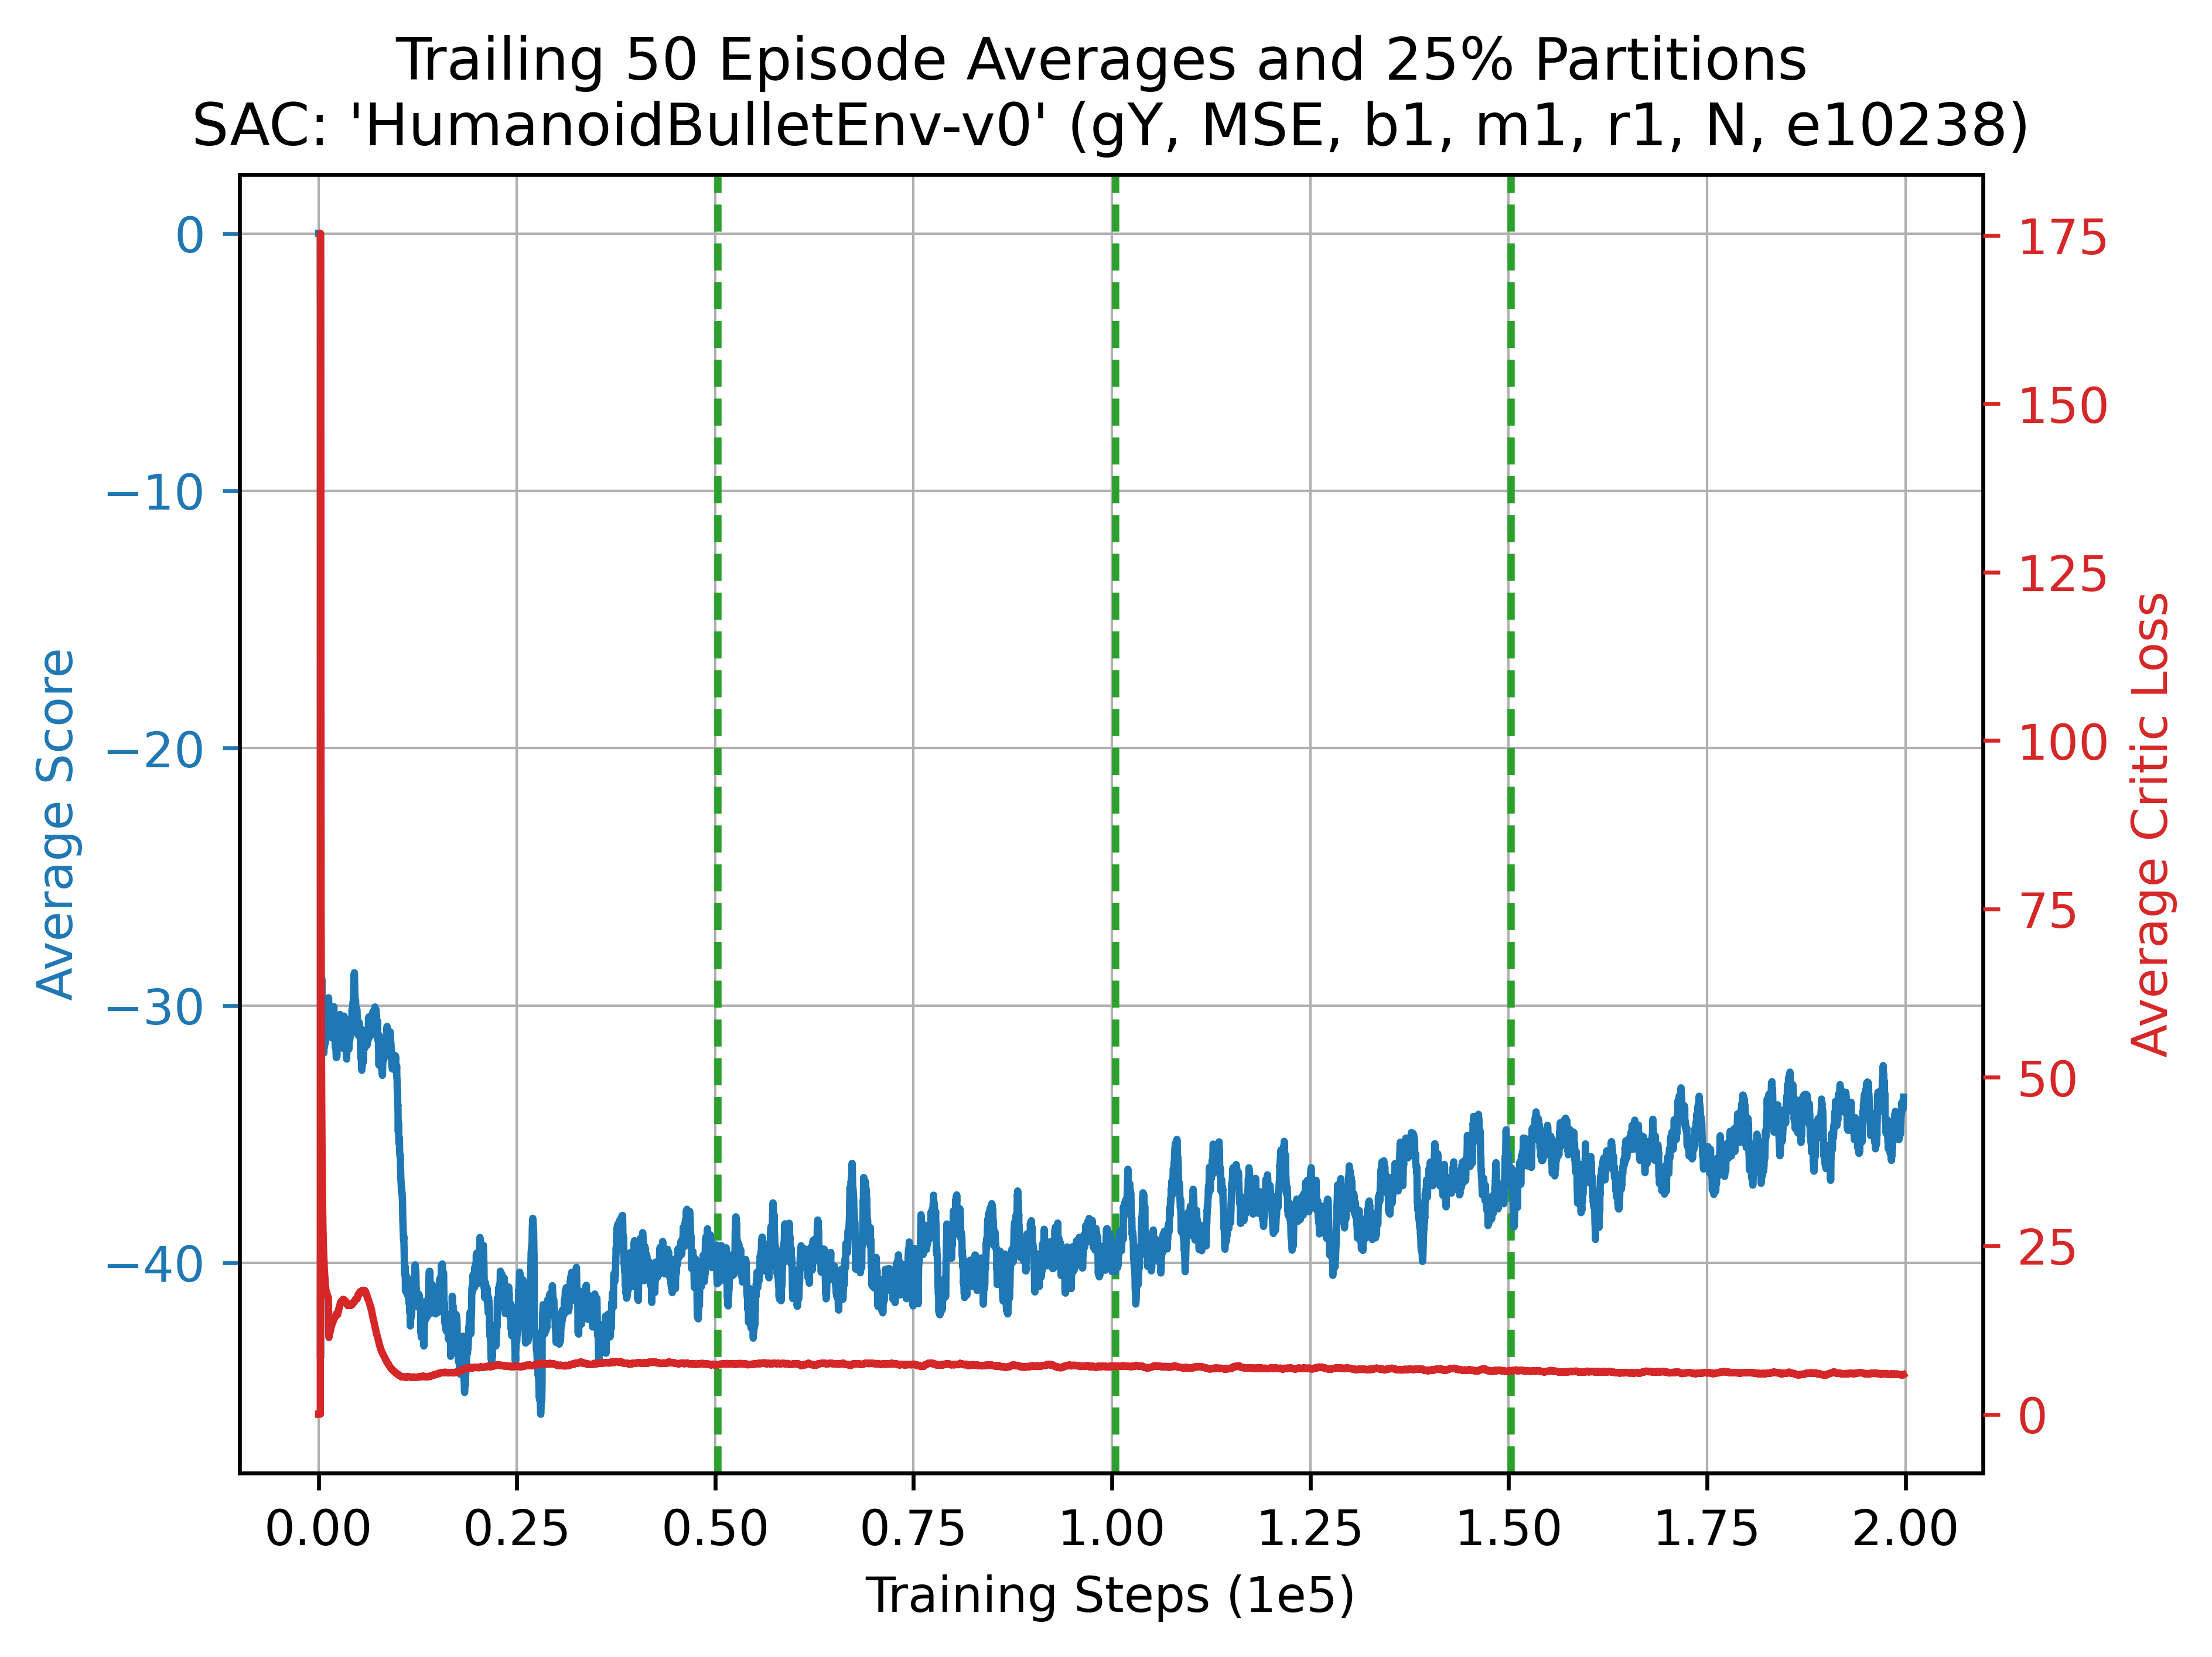 Trailing 50 Episode Averages and 25% Partitions
SAC: 'HumanoidBulletEnv-v0' (gY, MSE, b1, m1, r1, N, e10238)
Average Score
0
−10
−20
−30
−40
175
150
125
100
75
50
25
0
Average Critic Loss
0.00 0.25 0.50 0.75 1.00 1.25 1.50 1.75 2.00
Training Steps (1e5)